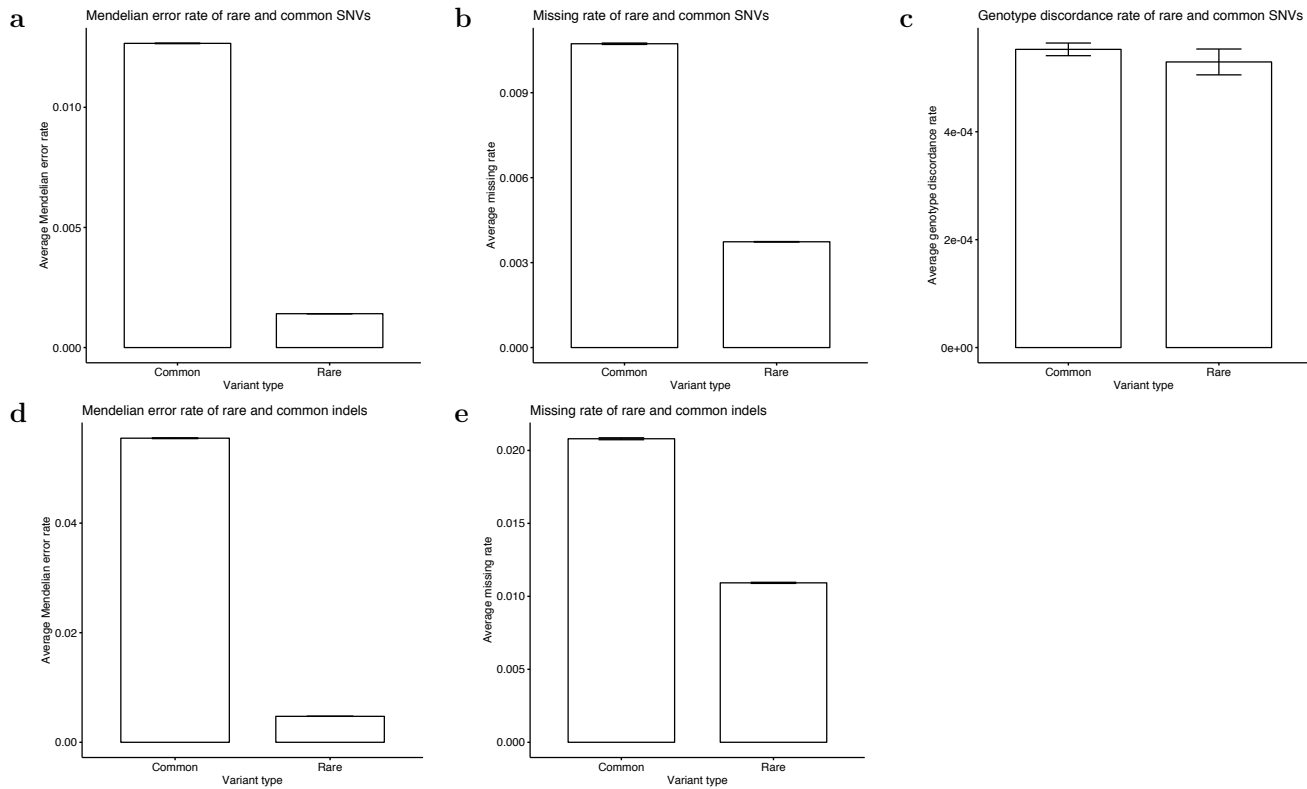 a
Mendelian error rate of rare and common SNVs
Average Mendelian error rate
0.010
0.005
0.000
Common
Rare
Variant type
b
Missing rate of rare and common SNVs
Average missing rate
0.009
0.006
0.003
0.000
Common
Rare
Variant type
c
Genotype discordance rate of rare and common SNVs
Average genotype discordance rate
4e-04
2e-04
0e+00
Common
Rare
Variant type
d
Mendelian error rate of rare and common indels
Average Mendelian error rate
0.04
0.02
0.00
Common
Rare
Variant type
e
Missing rate of rare and common indels
Average missing rate
0.020
0.015
0.010
0.005
0.000
Common
Rare
Variant type